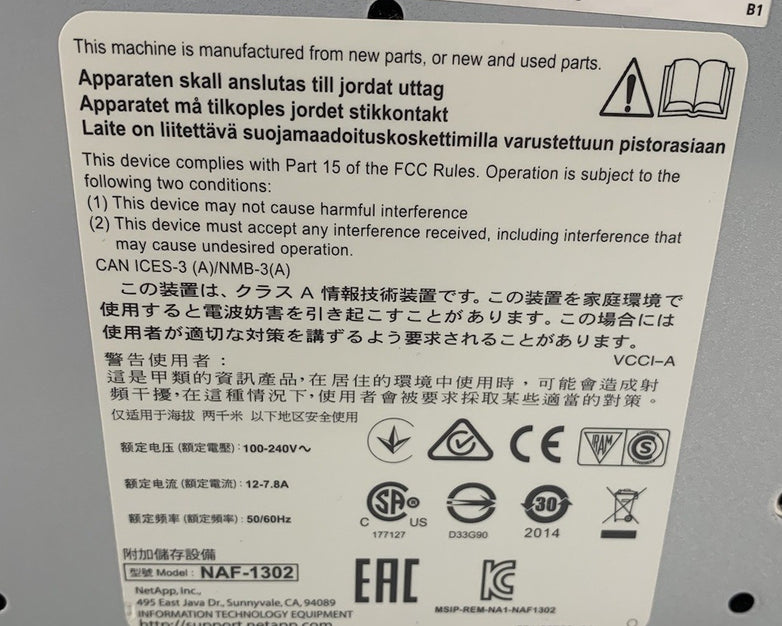 B1
This machine is manufactured from new parts, or new and used parts.
Apparaten skall anslutas till jordat uttag
Apparatet må tilkoples jordet stikkontakt
Laite on liitettävä suojamaadoituskoskettimilla varustettuun pistorasiaan
This device complies with Part 15 of the FCC Rules. Operation is subject to the
following two conditions:
(1) This device may not cause harmful interference
(2) This device must accept any interference received, including interference that
may cause undesired operation.
CAN ICES-3 (A)/NMB-3(A)
この装置は、クラス A 情報技術装置です。この装置を家庭環境で
使用すると電波妨害を引き起こすことがあります。この場合には
使用者が適切な対策を講ずるよう要求されることがあります。
VCCI-A
警告使用者：
這是甲類的資訊產品，在居住的環境中使用時，可能會造成射
頻干擾，在這種情況下，使用者會被要求採取某些適當的對策。
仅适用于海拔 两千米 以下地区安全使用
额定电压 (額定電壓)：100-240V～
CE
IRAM S
额定电流 (額定電流)：12-7.8A
SA
C US
177127
D33G90
30
2014
额定频率 (額定頻率)：50/60Hz
附加儲存設備
型號 Model： NAF-1302
EAC
NetApp, Inc.,
495 East Java Dr., Sunnyvale, CA, 94089
INFORMATION TECHNOLOGY EQUIPMENT
MSIP-REM-NA1-NAF1302
http://support.netapp.com